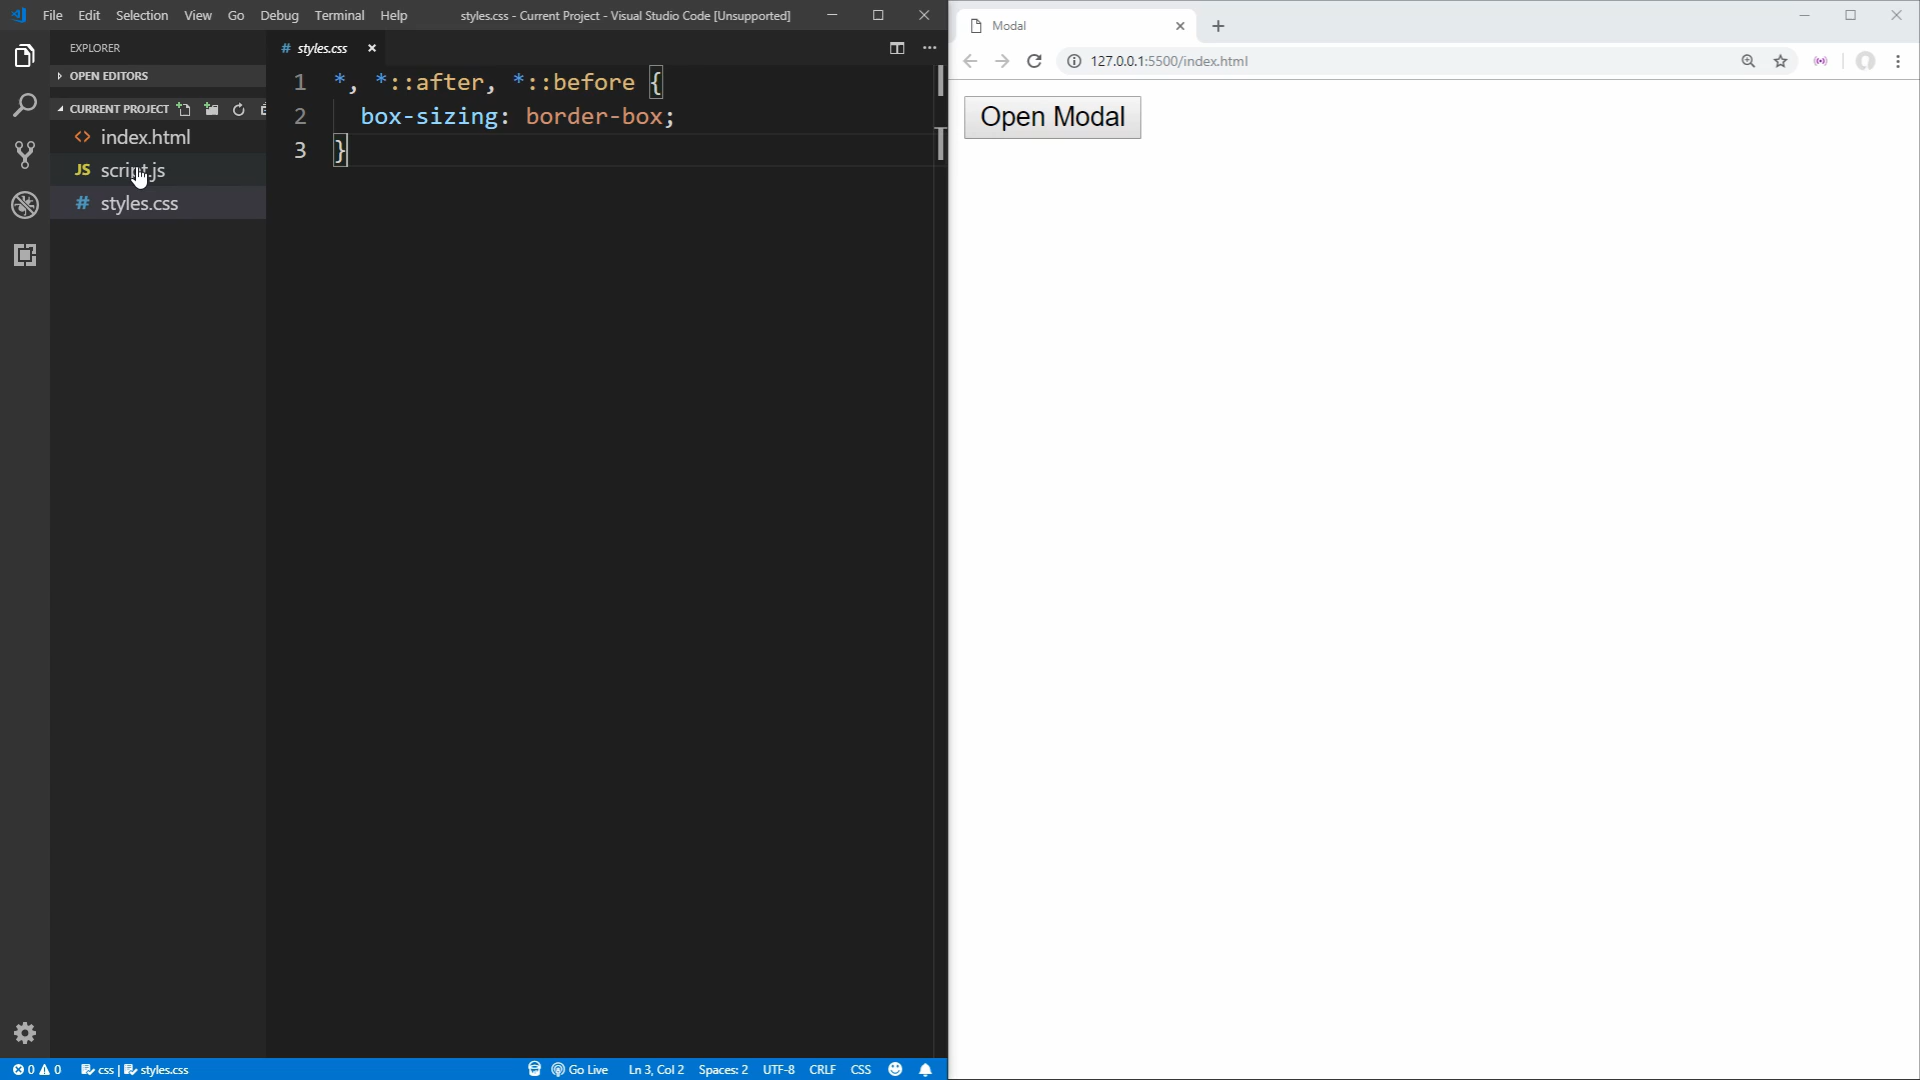 File Edit Selection View Go Debug Terminal Help styles.css - Current Project - Visual Studio Code [Unsupported]
EXPLORER
OPEN EDITORS
CURRENT PROJECT
<> index.html
JS script.js
# styles.css
# styles.css
1 *, *::after, *::before {
2 box-sizing: border-box;
3 }
0 0 css | styles.css Go Live Ln 3, Col 2 Spaces: 2 UTF-8 CRLF CSS
Modal
127.0.0.1:5500/index.html
Open Modal